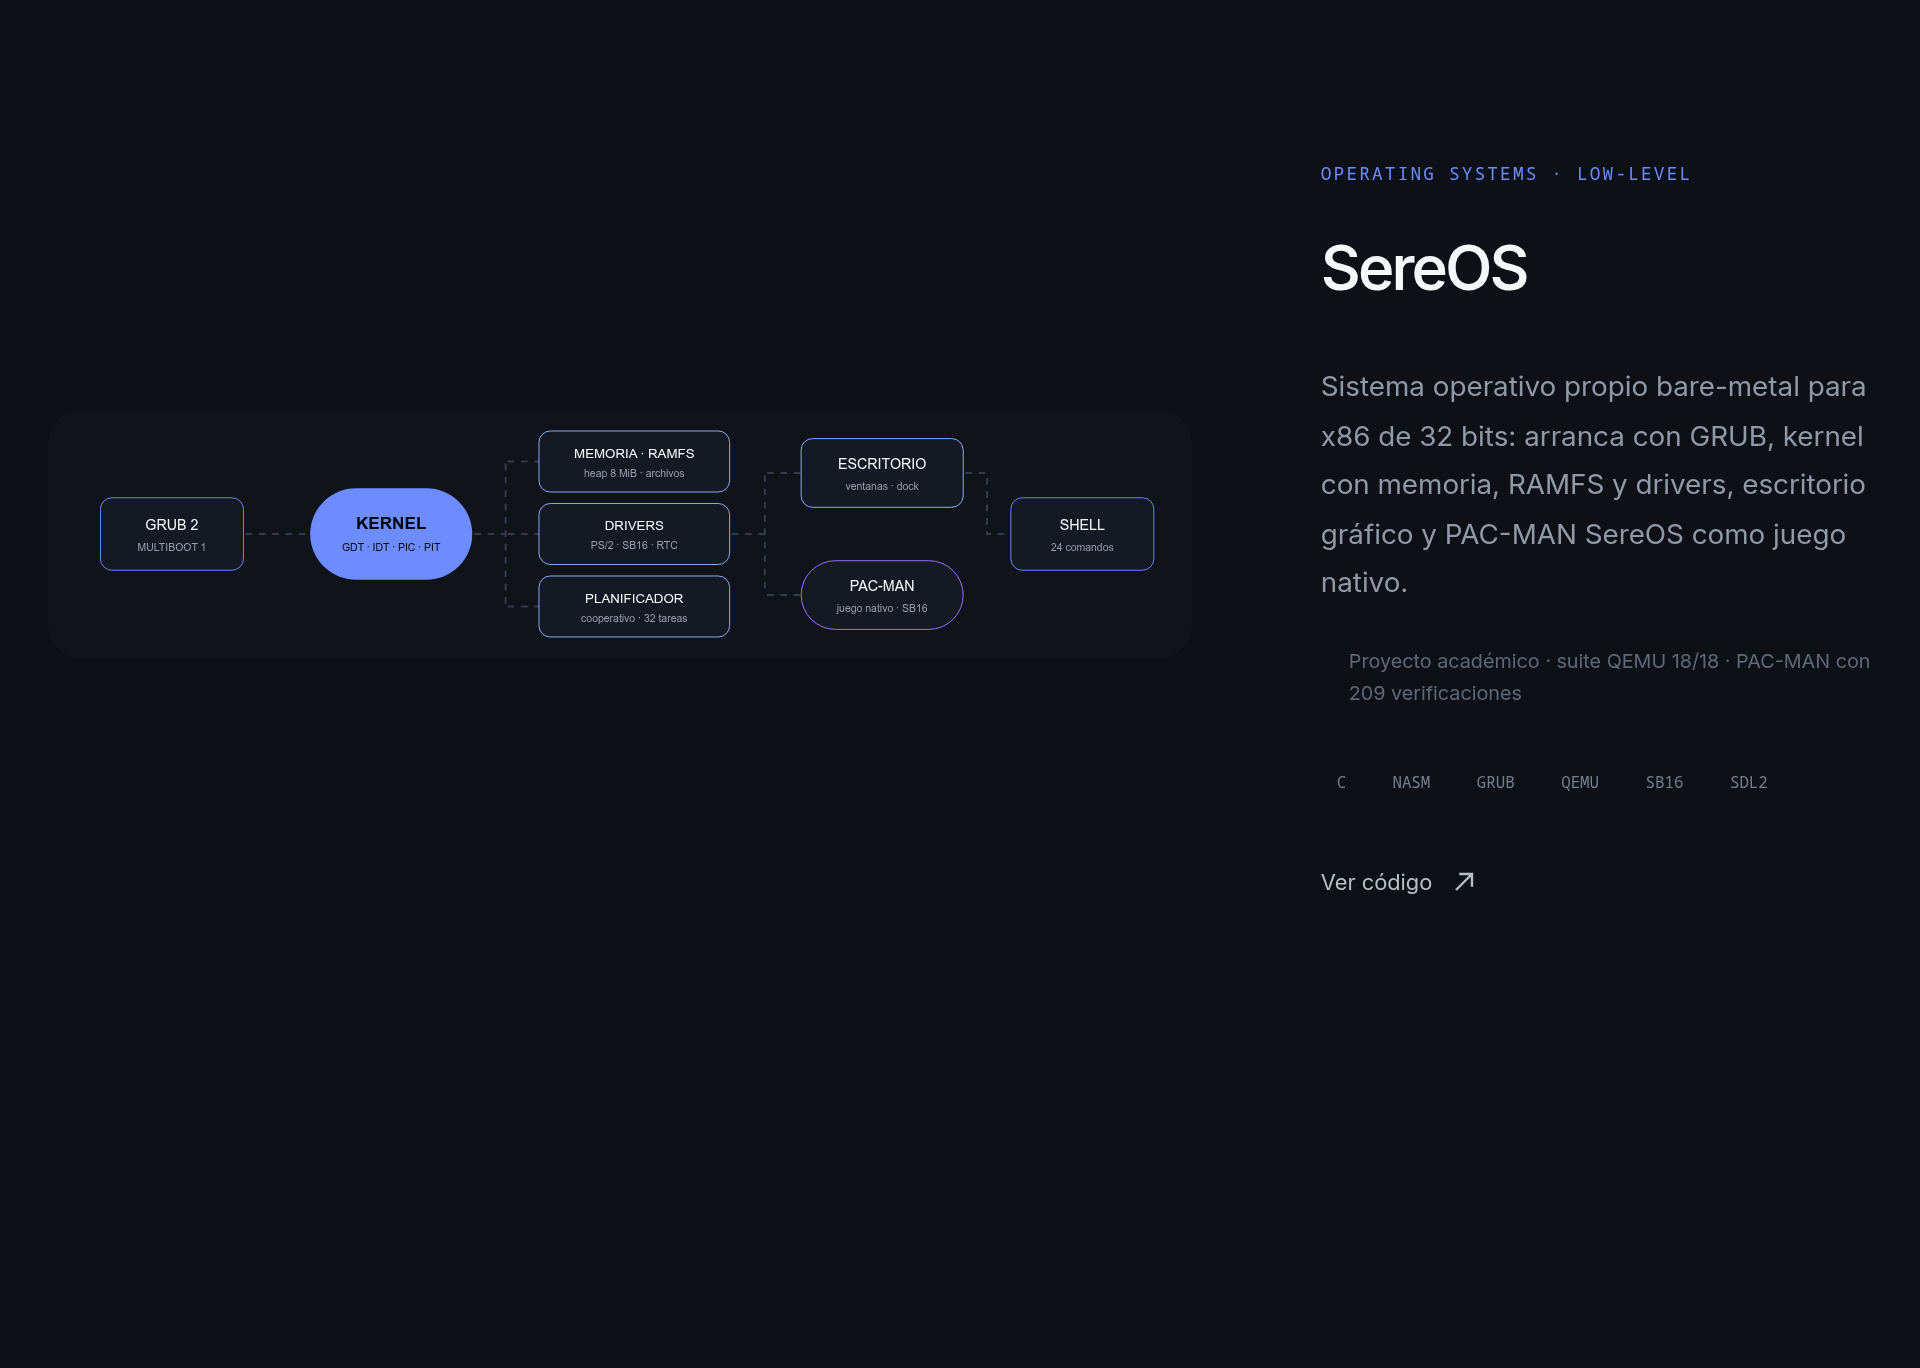 GRUB 2
MULTIBOOT 1
KERNEL
GDT · IDT · PIC · PIT
MEMORIA · RAMFS
heap 8 MiB · archivos
DRIVERS
PS/2 · SB16 · RTC
PLANIFICADOR
cooperativo · 32 tareas
ESCRITORIO
ventanas · dock
PAC-MAN
juego nativo · SB16
SHELL
24 comandos
OPERATING SYSTEMS · LOW-LEVEL
SereOS
Sistema operativo propio bare-metal para
x86 de 32 bits: arranca con GRUB, kernel
con memoria, RAMFS y drivers, escritorio
gráfico y PAC-MAN SereOS como juego
nativo.
Proyecto académico · suite QEMU 18/18 · PAC-MAN con
209 verificaciones
C NASM GRUB QEMU SB16 SDL2
Ver código